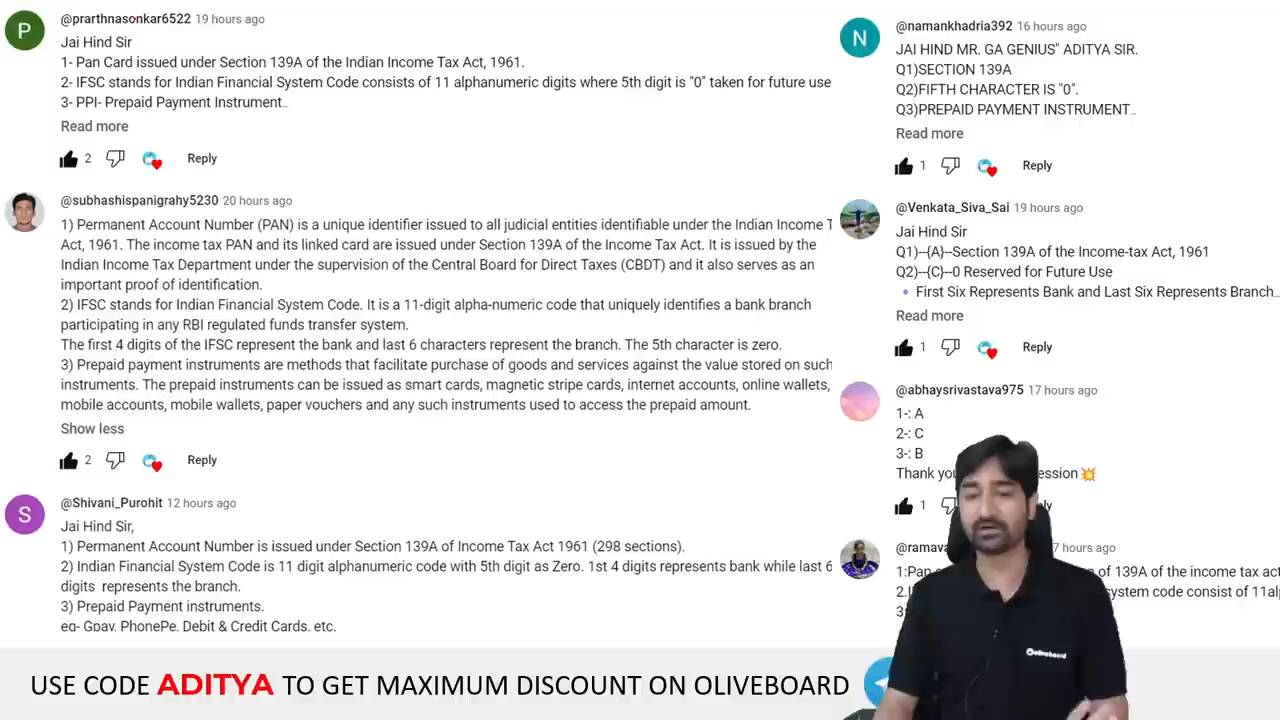 P
@prarthnasonkar6522 19 hours ago
Jai Hind Sir
1- Pan Card issued under Section 139A of the Indian Income Tax Act, 1961.
2- IFSC stands for Indian Financial System Code consists of 11 alphanumeric digits where 5th digit is "0" taken for future use
3- PPI- Prepaid Payment Instrument…
Read more
2 Reply
@subhashispanigrahy5230 20 hours ago
1) Permanent Account Number (PAN) is a unique identifier issued to all judicial entities identifiable under the Indian Income T
Act, 1961. The income tax PAN and its linked card are issued under Section 139A of the Income Tax Act. It is issued by the
Indian Income Tax Department under the supervision of the Central Board for Direct Taxes (CBDT) and it also serves as an
important proof of identification.
2) IFSC stands for Indian Financial System Code. It is a 11-digit alpha-numeric code that uniquely identifies a bank branch
participating in any RBI regulated funds transfer system.
The first 4 digits of the IFSC represent the bank and last 6 characters represent the branch. The 5th character is zero.
3) Prepaid payment instruments are methods that facilitate purchase of goods and services against the value stored on such
instruments. The prepaid instruments can be issued as smart cards, magnetic stripe cards, internet accounts, online wallets,
mobile accounts, mobile wallets, paper vouchers and any such instruments used to access the prepaid amount.
Show less
2 Reply
S
@Shivani_Purohit 12 hours ago
Jai Hind Sir,
1) Permanent Account Number is issued under Section 139A of Income Tax Act 1961 (298 sections).
2) Indian Financial System Code is 11 digit alphanumeric code with 5th digit as Zero. 1st 4 digits represents bank while last 6
digits represents the branch.
3) Prepaid Payment instruments.
eg- Gpay, PhonePe, Debit & Credit Cards, etc.
N
@namankhadria392 16 hours ago
JAI HIND MR. GA GENIUS" ADITYA SIR.
Q1)SECTION 139A
Q2)FIFTH CHARACTER IS "0".
Q3)PREPAID PAYMENT INSTRUMENT…
Read more
1 Reply
@Venkata_Siva_Sai 19 hours ago
Jai Hind Sir
Q1)--{A}--Section 139A of the Income-tax Act, 1961
Q2)--{C}--0 Reserved for Future Use
🔹 First Six Represents Bank and Last Six Represents Branch…
Read more
1 Reply
@abhaysrivastava975 17 hours ago
1-: A
2-: C
3-: B
Thank you ession💥
1
@ramava 7 hours ago
1:Pan of 139A of the income tax act
system code consist of 11al
oliveboard
USE CODE ADITYA TO GET MAXIMUM DISCOUNT ON OLIVEBOARD